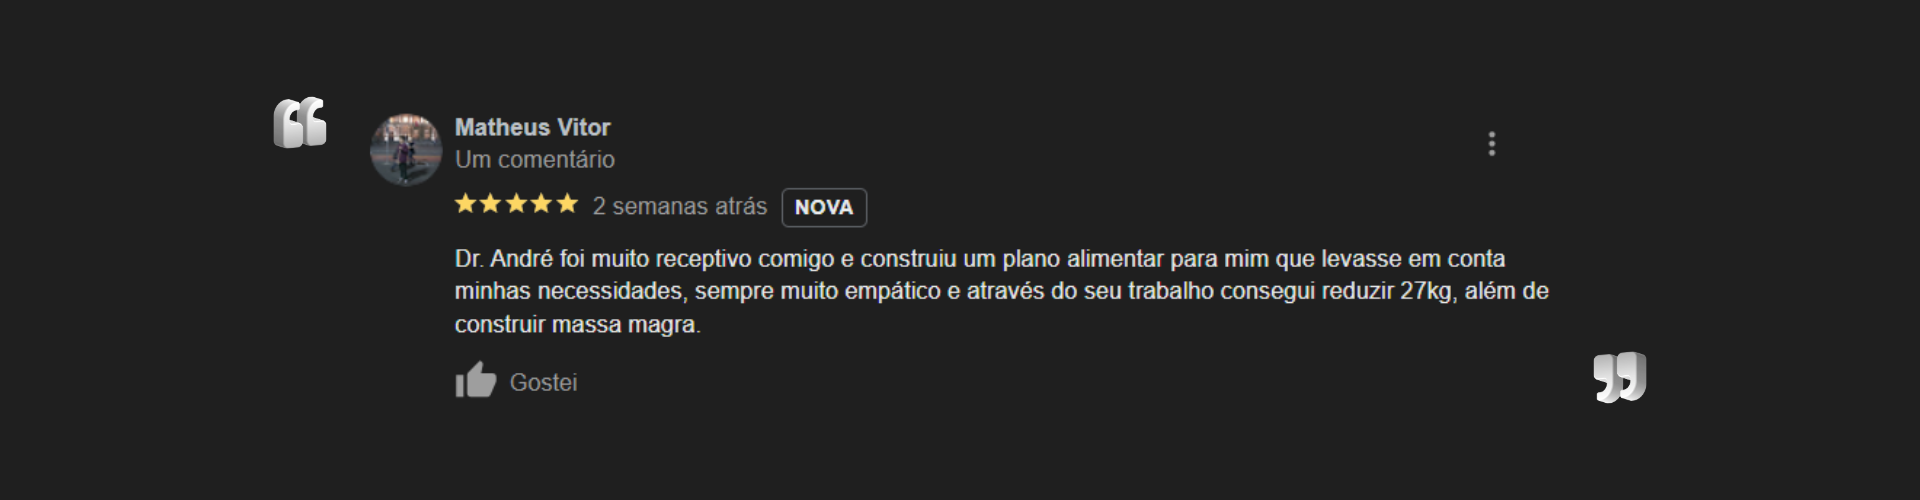 Matheus Vitor
Um comentário
2 semanas atrás NOVA
Dr. André foi muito receptivo comigo e construiu um plano alimentar para mim que levasse em conta
minhas necessidades, sempre muito empático e através do seu trabalho consegui reduzir 27kg, além de
construir massa magra.
Gostei